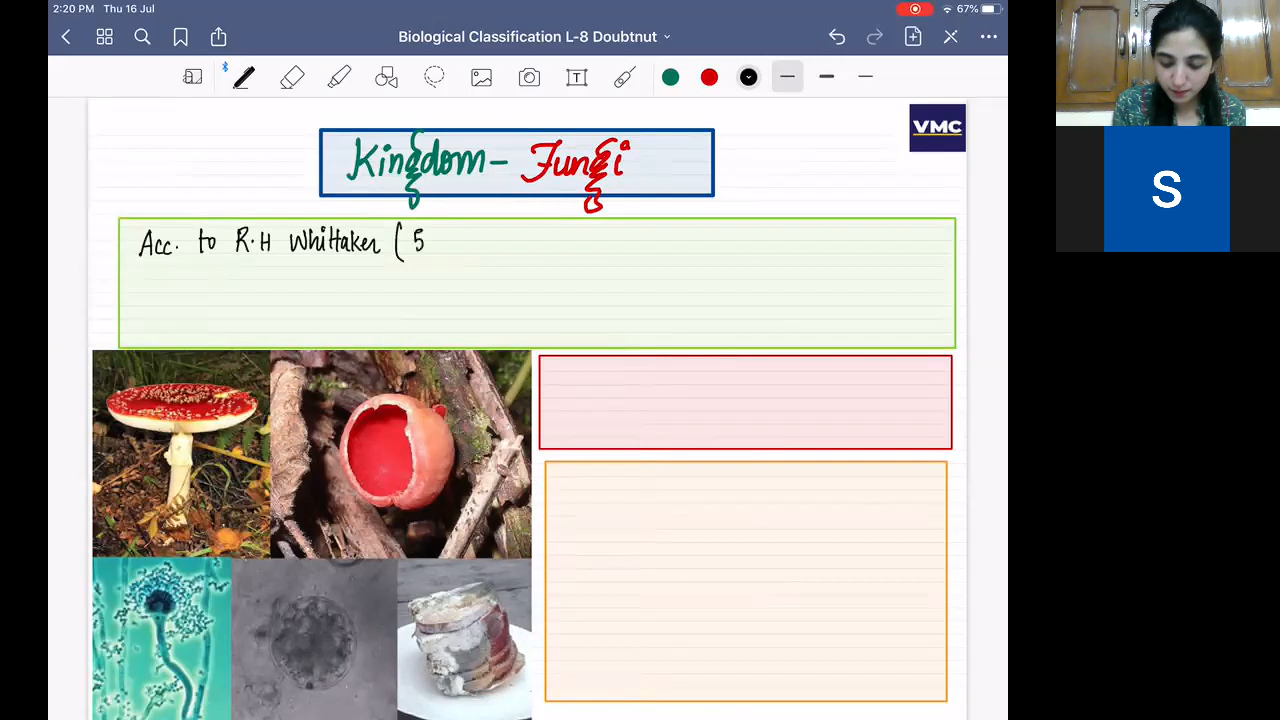 2:20 PM Thu 16 Jul
67%
Biological Classification L-8 Doubtnut
T
VMC
Kingdom - Fungi
Acc. to R.H Whittaker ( 5
S